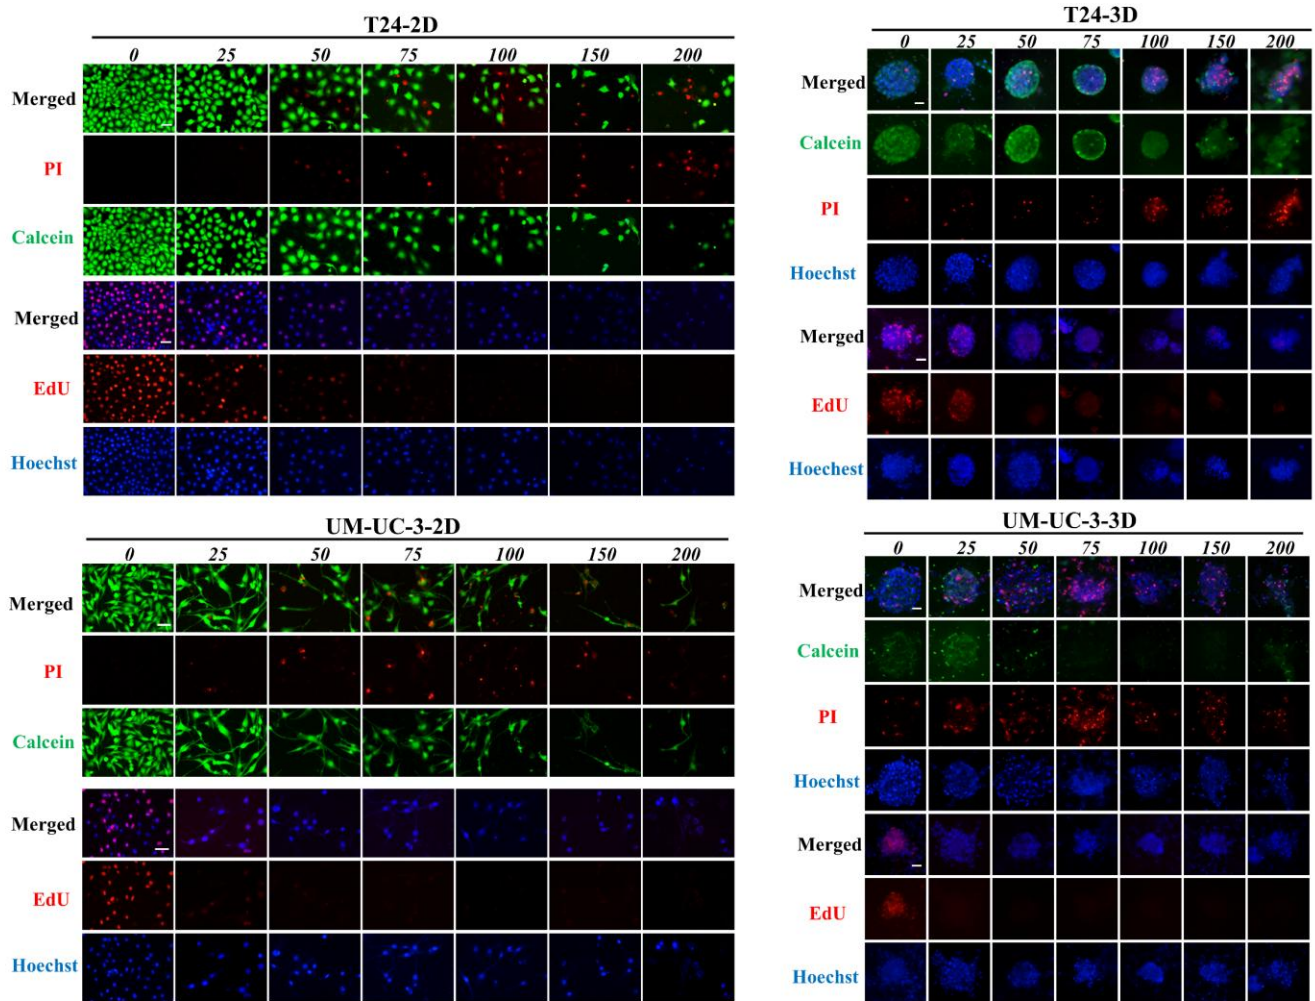 T24-2D
0 25 50 75 100 150 200
Merged
PI
Calcein
Merged
EdU
Hoechst
T24-3D
0 25 50 75 100 150 200
Merged
Calcein
PI
Hoechst
Merged
EdU
Hoechest
UM-UC-3-2D
0 25 50 75 100 150 200
Merged
PI
Calcein
Merged
EdU
Hoechst
UM-UC-3-3D
0 25 50 75 100 150 200
Merged
Calcein
PI
Hoechst
Merged
EdU
Hoechst